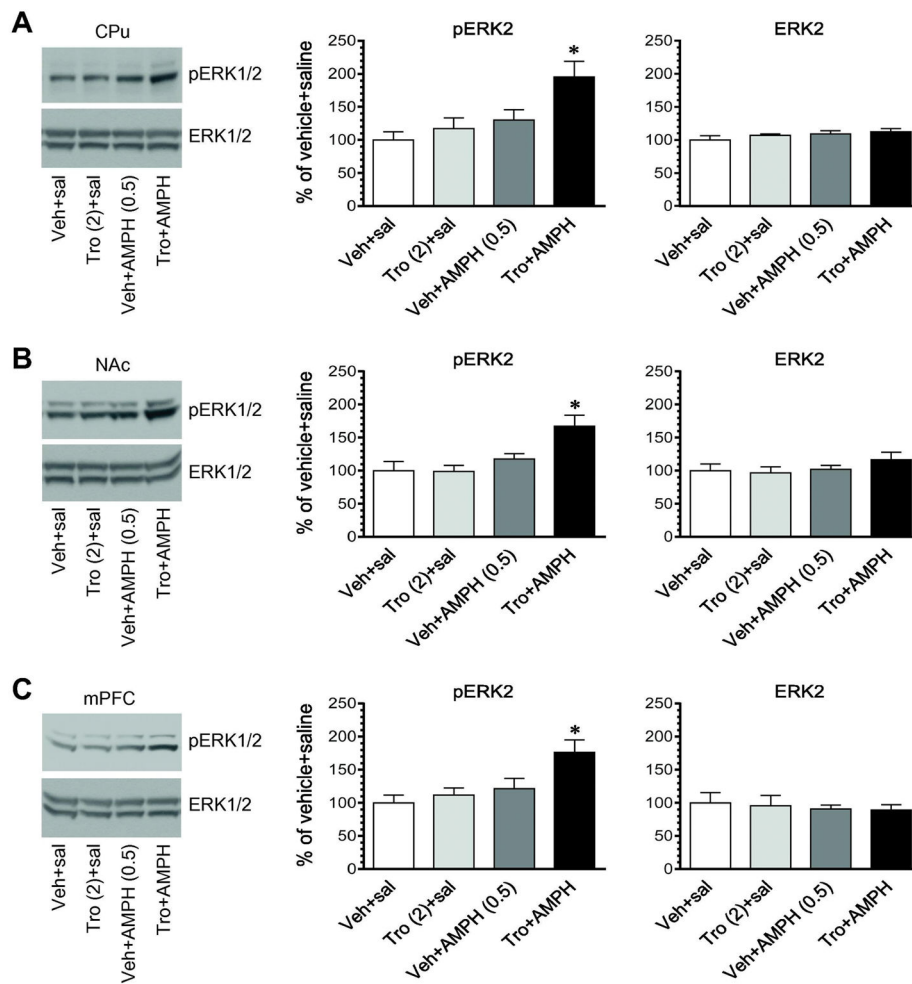 A
CPu
pERK1/2
ERK1/2
Veh+sal
Tro (2)+sal
Veh+AMPH (0.5)
Tro+AMPH
pERK2
% of vehicle+saline
250
200
150
100
50
0
*
Veh+sal
Tro (2)+sal
Veh+AMPH (0.5)
Tro+AMPH
ERK2
250
200
150
100
50
0
Veh+sal
Tro (2)+sal
Veh+AMPH (0.5)
Tro+AMPH
B
NAc
pERK1/2
ERK1/2
Veh+sal
Tro (2)+sal
Veh+AMPH (0.5)
Tro+AMPH
pERK2
% of vehicle+saline
250
200
150
100
50
0
*
Veh+sal
Tro (2)+sal
Veh+AMPH (0.5)
Tro+AMPH
ERK2
250
200
150
100
50
0
Veh+sal
Tro (2)+sal
Veh+AMPH (0.5)
Tro+AMPH
C
mPFC
pERK1/2
ERK1/2
Veh+sal
Tro (2)+sal
Veh+AMPH (0.5)
Tro+AMPH
pERK2
% of vehicle+saline
250
200
150
100
50
0
*
Veh+sal
Tro (2)+sal
Veh+AMPH (0.5)
Tro+AMPH
ERK2
250
200
150
100
50
0
Veh+sal
Tro (2)+sal
Veh+AMPH (0.5)
Tro+AMPH